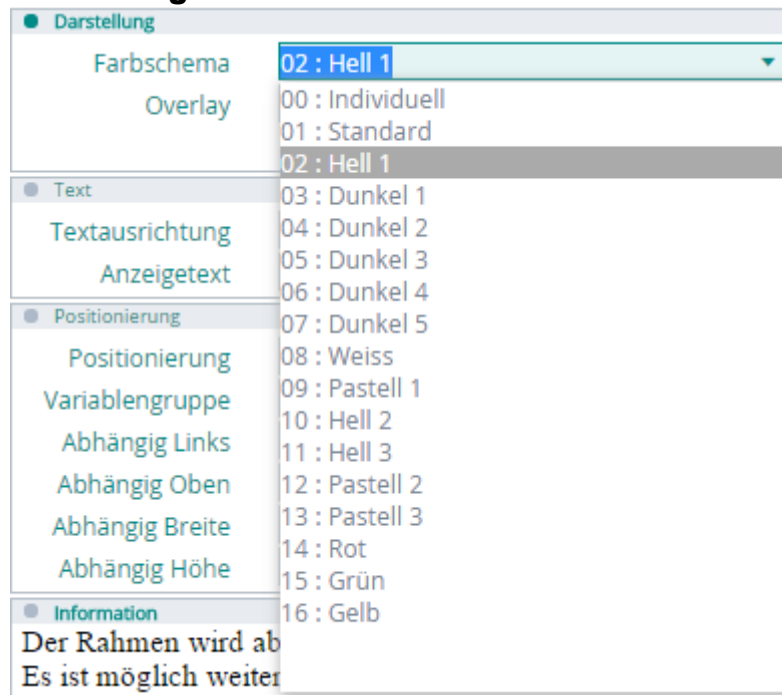 Darstellung
Farbschema 02 : Hell 1
Overlay
00 : Individuell
01 : Standard
02 : Hell 1
03 : Dunkel 1
04 : Dunkel 2
05 : Dunkel 3
06 : Dunkel 4
07 : Dunkel 5
08 : Weiss
09 : Pastell 1
10 : Hell 2
11 : Hell 3
12 : Pastell 2
13 : Pastell 3
14 : Rot
15 : Grün
16 : Gelb
Text
Textausrichtung
Anzeigetext
Positionierung
Positionierung
Variablengruppe
Abhängig Links
Abhängig Oben
Abhängig Breite
Abhängig Höhe
Information
Der Rahmen wird ab
Es ist möglich weiter